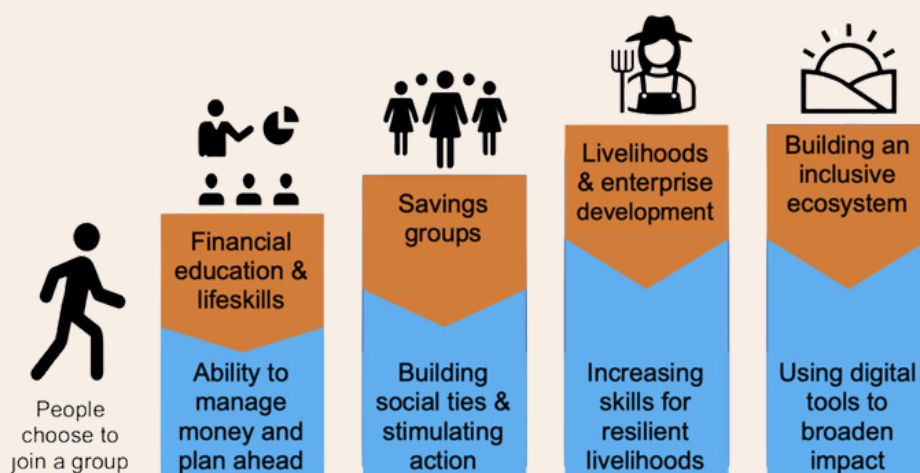 People
choose to
join a group
Financial
education &
lifeskills
Ability to
manage
money and
plan ahead
Savings
groups
Building
social ties &
stimulating
action
Livelihoods
& enterprise
development
Increasing
skills for
resilient
livelihoods
Building an
inclusive
ecosystem
Using digital
tools to
broaden
impact